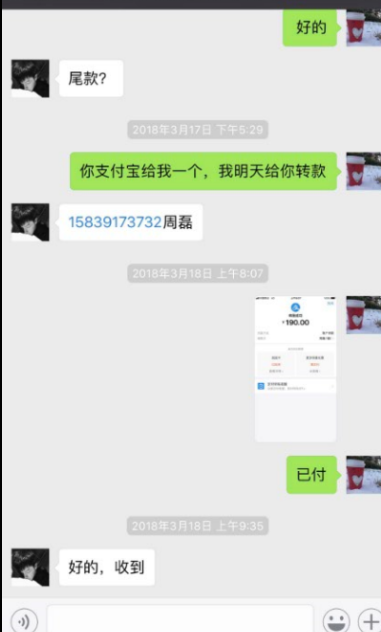 好的
尾款?
2018年3月17日 下午5:29
你支付宝给我一个，我明天给你转款
15839173732周磊
2018年3月18日 上午8:07
190.00
已付
2018年3月18日 上午9:35
好的，收到